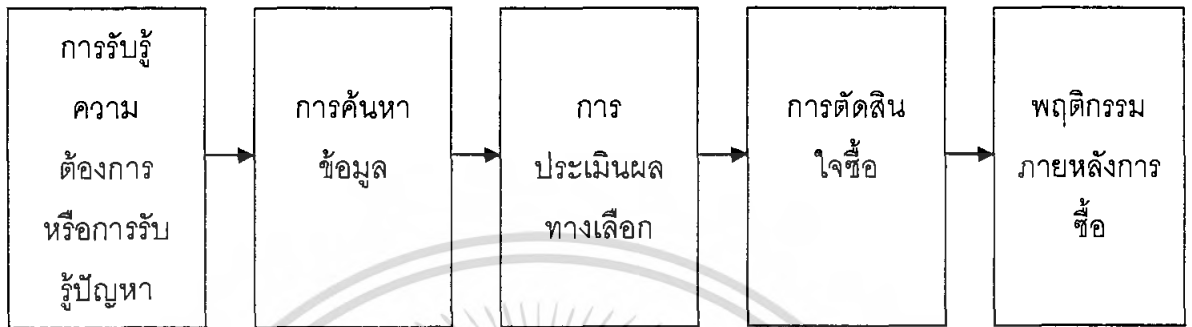 การรับรู้
ความ
ต้องการ
หรือการรับ
รู้ปัญหา
การค้นหา
ข้อมูล
การ
ประเมินผล
ทางเลือก
การตัดสิน
ใจซื้อ
พฤติกรรม
ภายหลังการ
ซื้อ